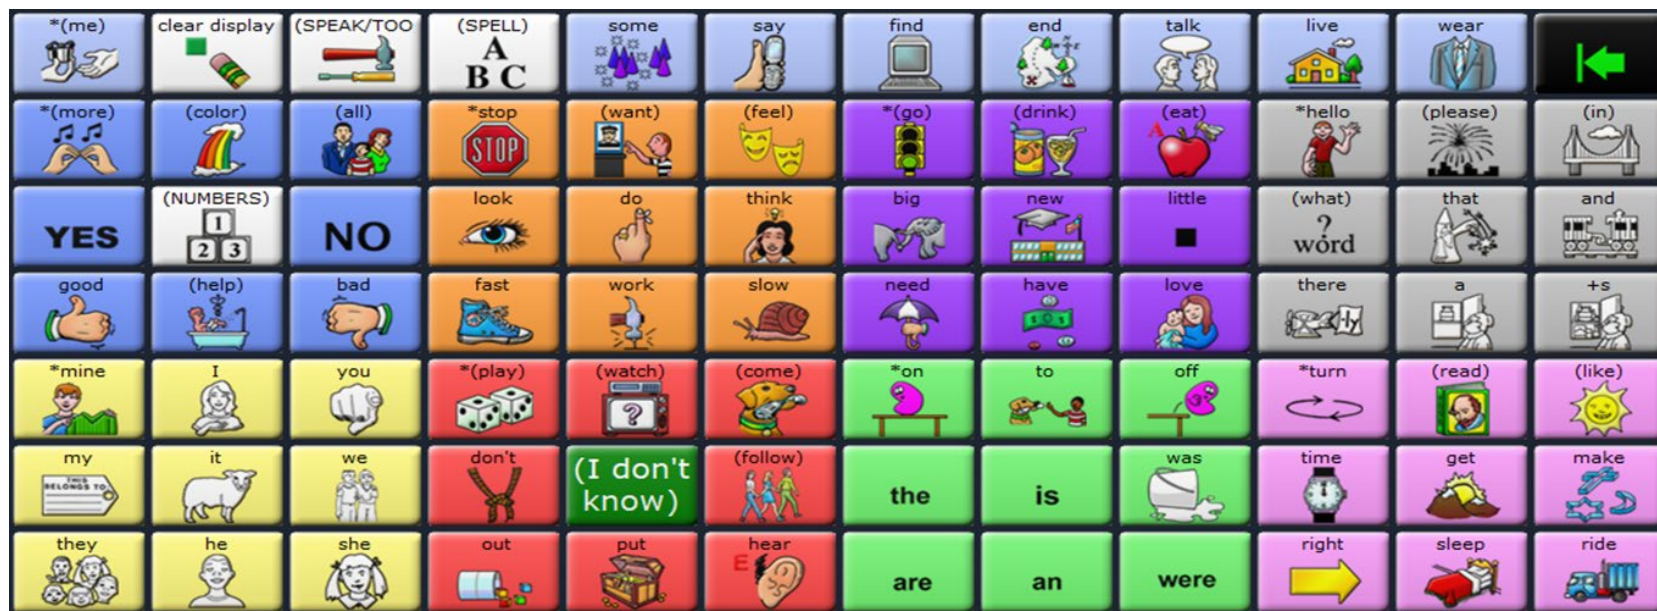 *(me) clear display (SPEAK/TOO (SPELL) some say find end talk live wear
A
B C
*(more) (color) (all) *stop (want) (feel) *(go) (drink) (eat) *hello (please) (in)
STOP A
YES (NUMBERS) NO look do think big new little (what) that and
1 ?
2 3 word
good (help) bad fast work slow need have love there a +s
ly
*mine I you *(play) (watch) (come) *on to off *turn (read) (like)
?
my it we don't (I don't (follow) the is was time get make
THIS know)
BELONGS TO
they he she out put hear are an were right sleep ride
E